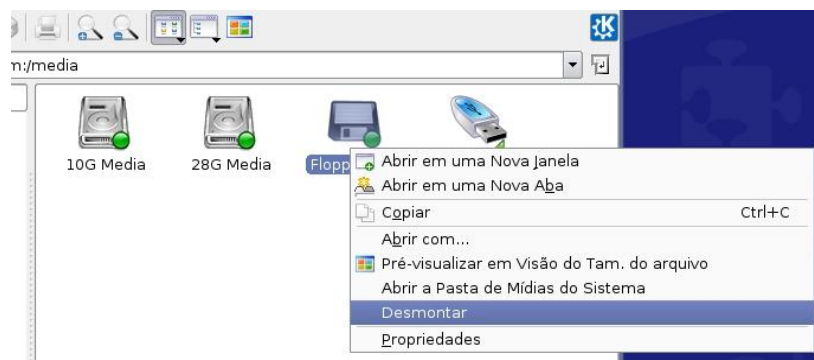 m:/media
10G Media
28G Media
Flopp
Abrir em uma Nova Janela
Abrir em uma Nova Aba
Copiar Ctrl+C
Abrir com...
Pré-visualizar em Visão do Tam. do arquivo
Abrir a Pasta de Mídias do Sistema
Desmontar
Propriedades